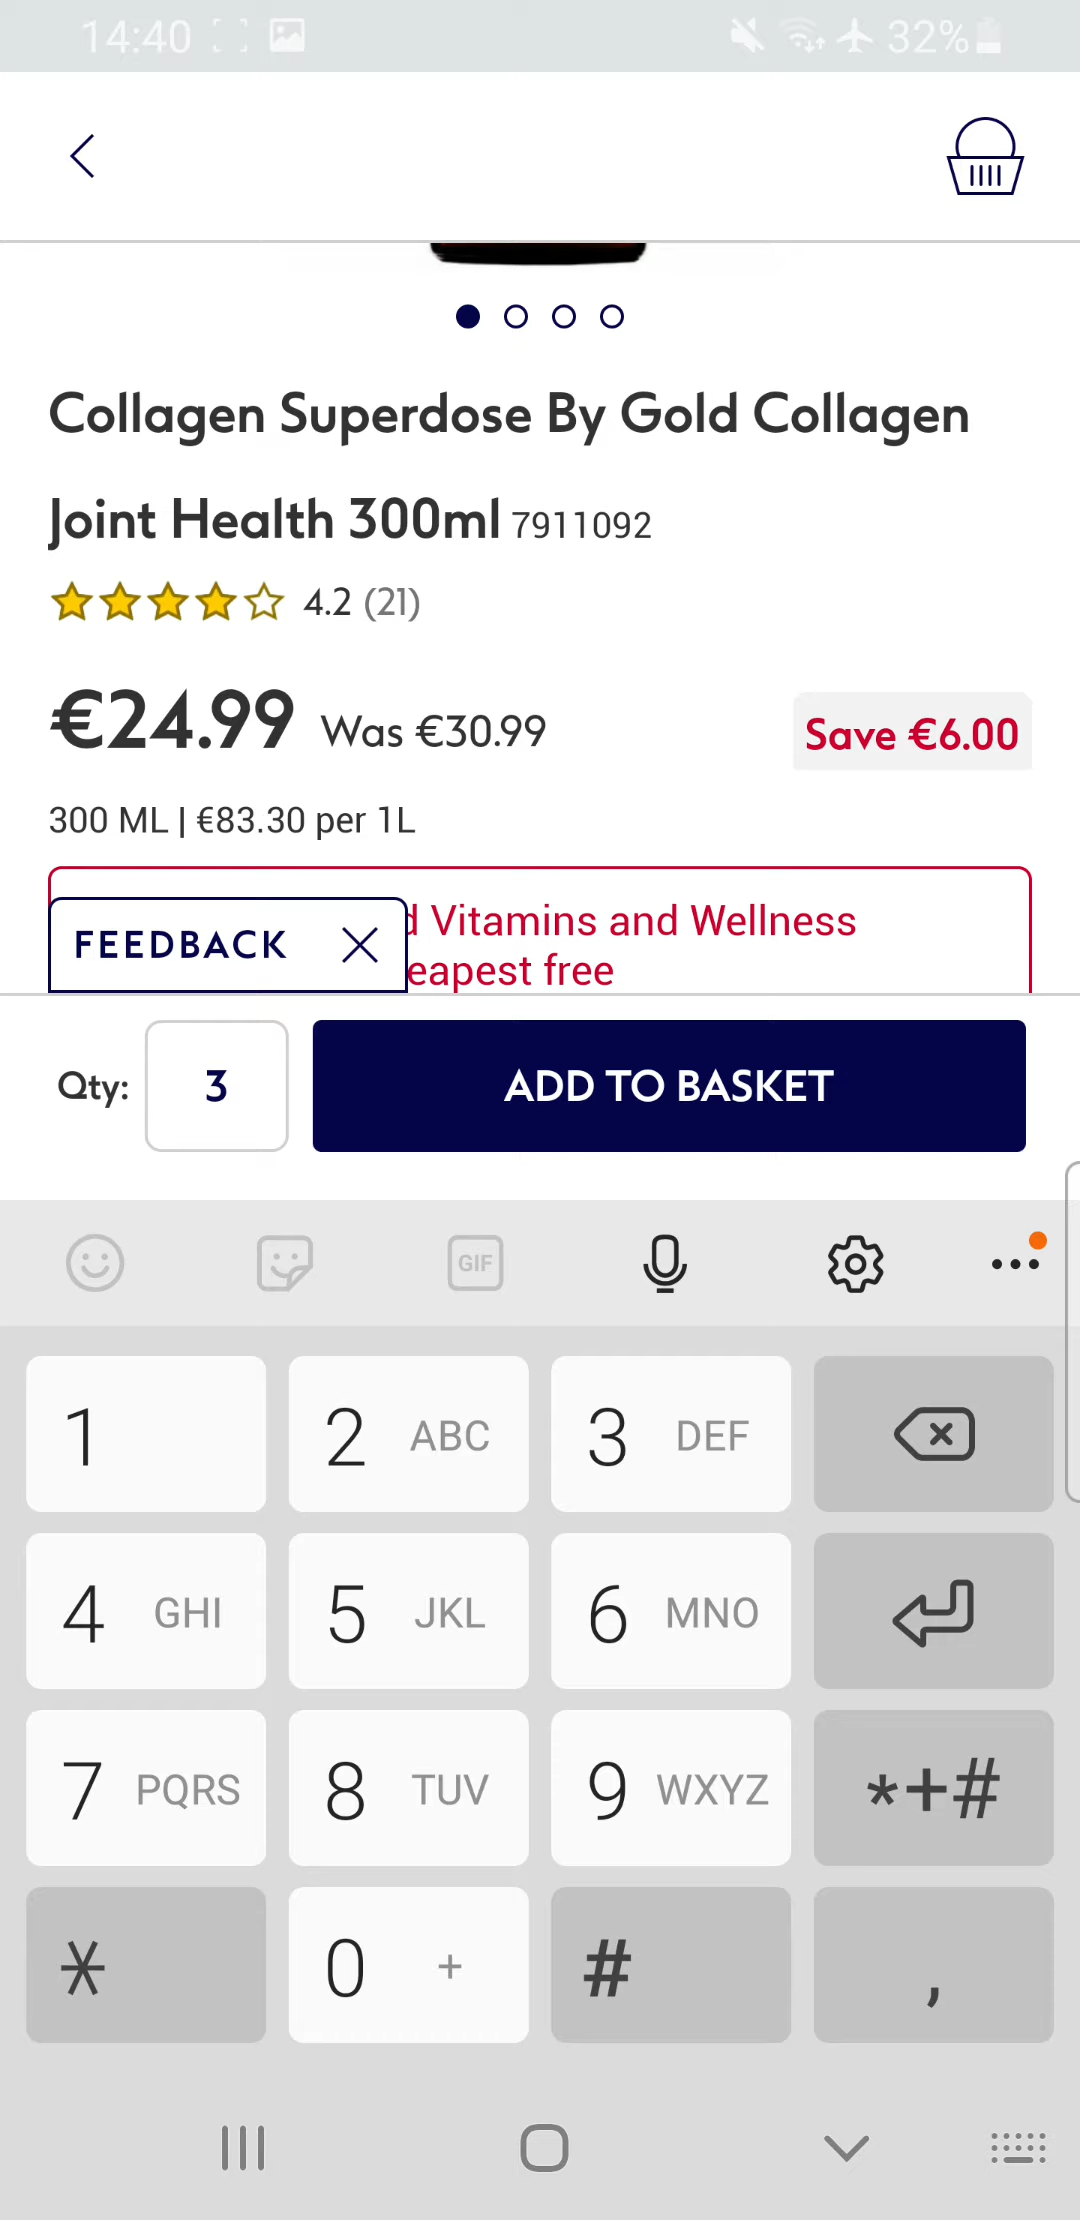 14:40 32%
Collagen Superdose By Gold Collagen
Joint Health 300ml 7911092
4.2 (21)
€24.99 Was €30.99 Save €6.00
300 ML | €83.30 per 1L
Vitamins and Wellness
FEEDBACK
free
Qty: 3 ADD TO BASKET
GIF
1 2 ABC 3 DEF
4 GHI 5 JKL 6 MNO
7 PQRS 8 TUV 9 WXYZ *+#
* 0 + # ,